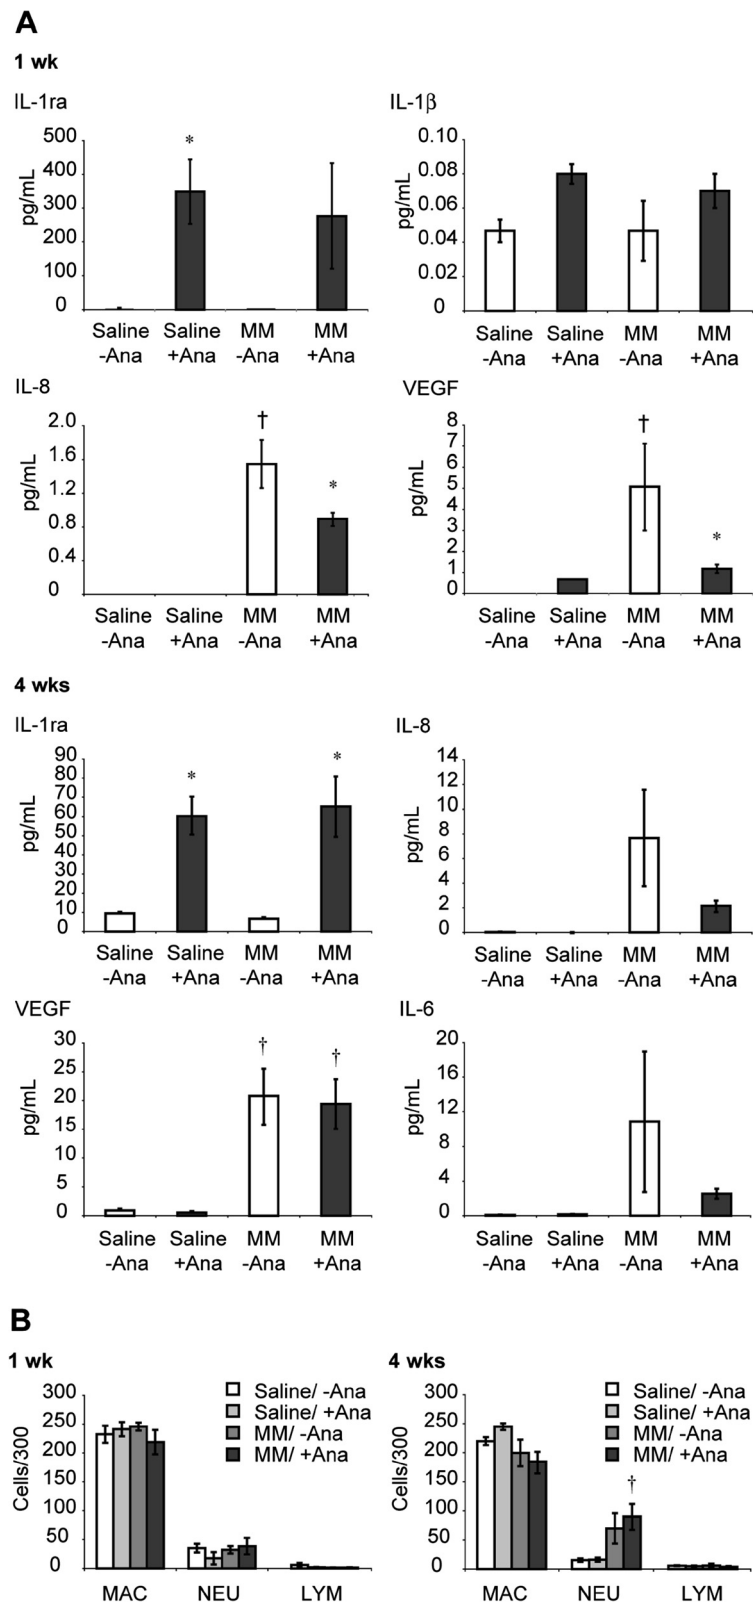 A
1 wk
IL-1ra
pg/mL
500
400
300
200
100
0
*
Saline -Ana
Saline +Ana
MM -Ana
MM +Ana
IL-1β
pg/mL
0.10
0.08
0.06
0.04
0.02
0
Saline -Ana
Saline +Ana
MM -Ana
MM +Ana
IL-8
pg/mL
2.0
1.6
1.2
0.8
0.4
0
†
*
Saline -Ana
Saline +Ana
MM -Ana
MM +Ana
VEGF
pg/mL
8
7
6
5
4
3
2
1
0
†
*
Saline -Ana
Saline +Ana
MM -Ana
MM +Ana
4 wks
IL-1ra
pg/mL
90
80
70
60
50
40
30
20
10
0
*
*
Saline -Ana
Saline +Ana
MM -Ana
MM +Ana
IL-8
pg/mL
14
12
10
8
6
4
2
0
Saline -Ana
Saline +Ana
MM -Ana
MM +Ana
VEGF
pg/mL
30
25
20
15
10
5
0
†
†
Saline -Ana
Saline +Ana
MM -Ana
MM +Ana
IL-6
pg/mL
20
16
12
8
4
0
Saline -Ana
Saline +Ana
MM -Ana
MM +Ana
B
1 wk
Cells/300
300
250
200
150
100
50
0
Saline/ -Ana
Saline/ +Ana
MM/ -Ana
MM/ +Ana
MAC NEU LYM
4 wks
Cells/300
300
250
200
150
100
50
0
Saline/ -Ana
Saline/ +Ana
MM/ -Ana
MM/ +Ana
†
MAC NEU LYM